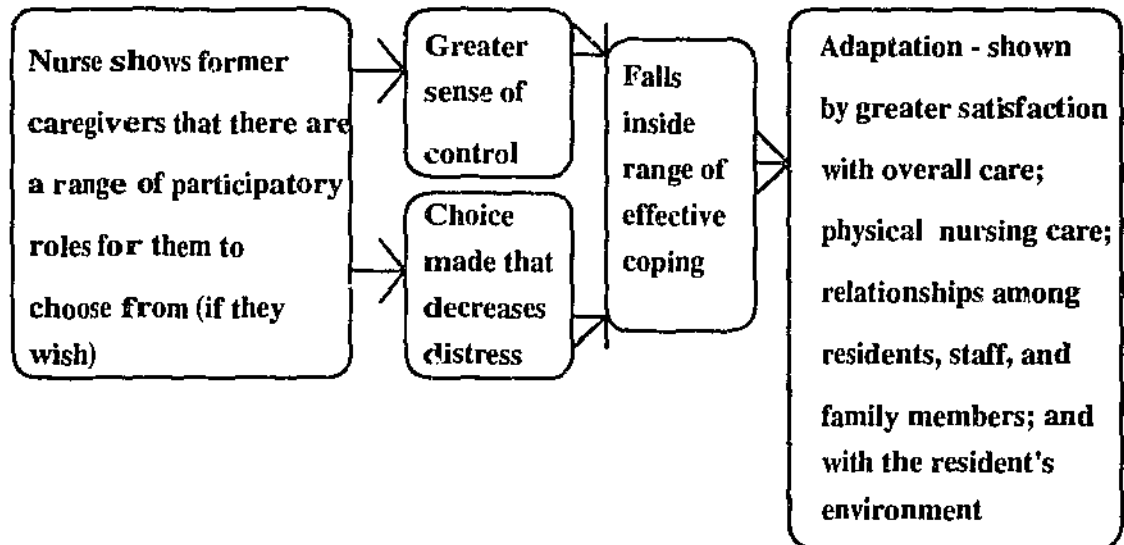 Nurse shows former
caregivers that there are
a range of participatory
roles for them to
choose from (if they
wish)
Greater
sense of
control
Choice
made that
decreases
distress
Falls
inside
range of
effective
coping
Adaptation - shown
by greater satisfaction
with overall care;
physical nursing care;
relationships among
residents, staff, and
family members; and
with the resident's
environment